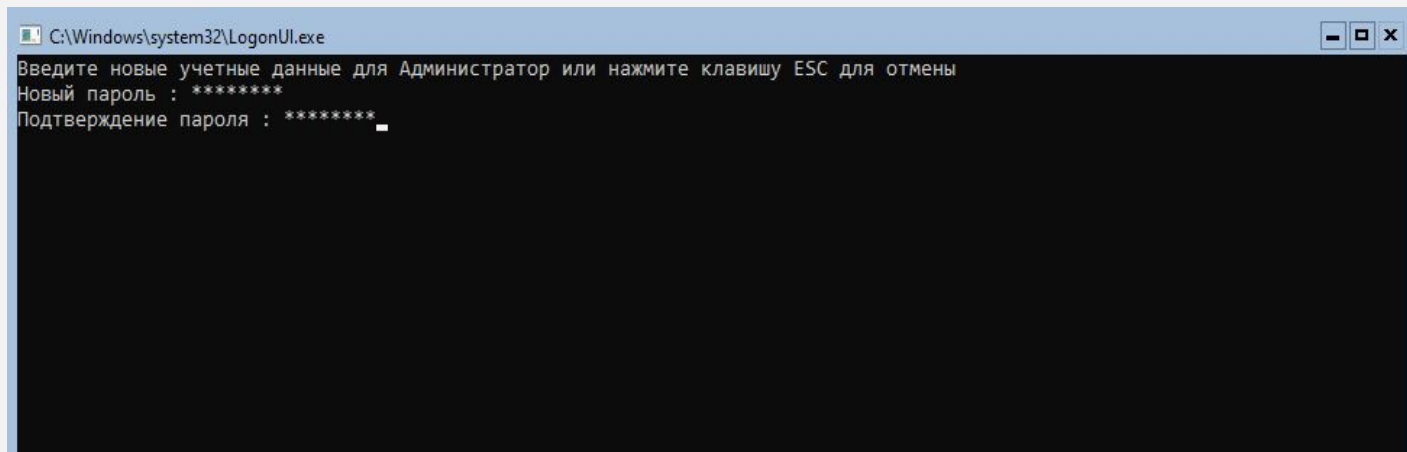 C:\Windows\system32\LogonUI.exe
Введите новые учетные данные для Администратор или нажмите клавишу ESC для отмены
Новый пароль : ********
Подтверждение пароля : ********